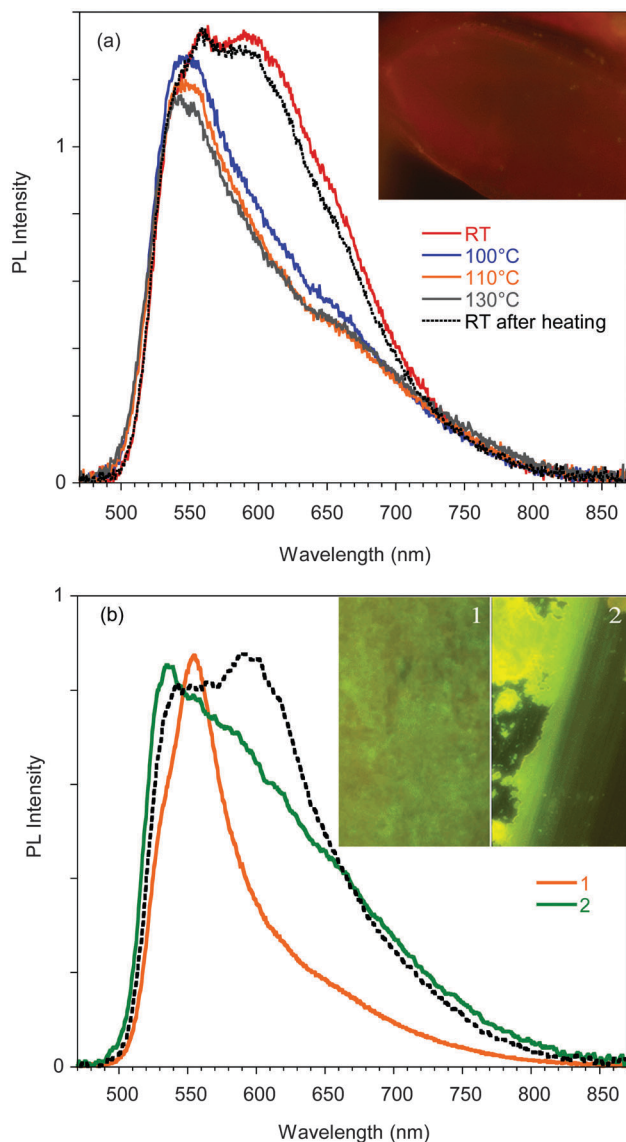 (a)
PL Intensity
1
0
RT
100°C
110°C
130°C
RT after heating
500 550 600 650 700 750 800 850
Wavelength (nm)
(b)
PL Intensity
1
0
1
2
1
2
500 550 600 650 700 750 800 850
Wavelength (nm)